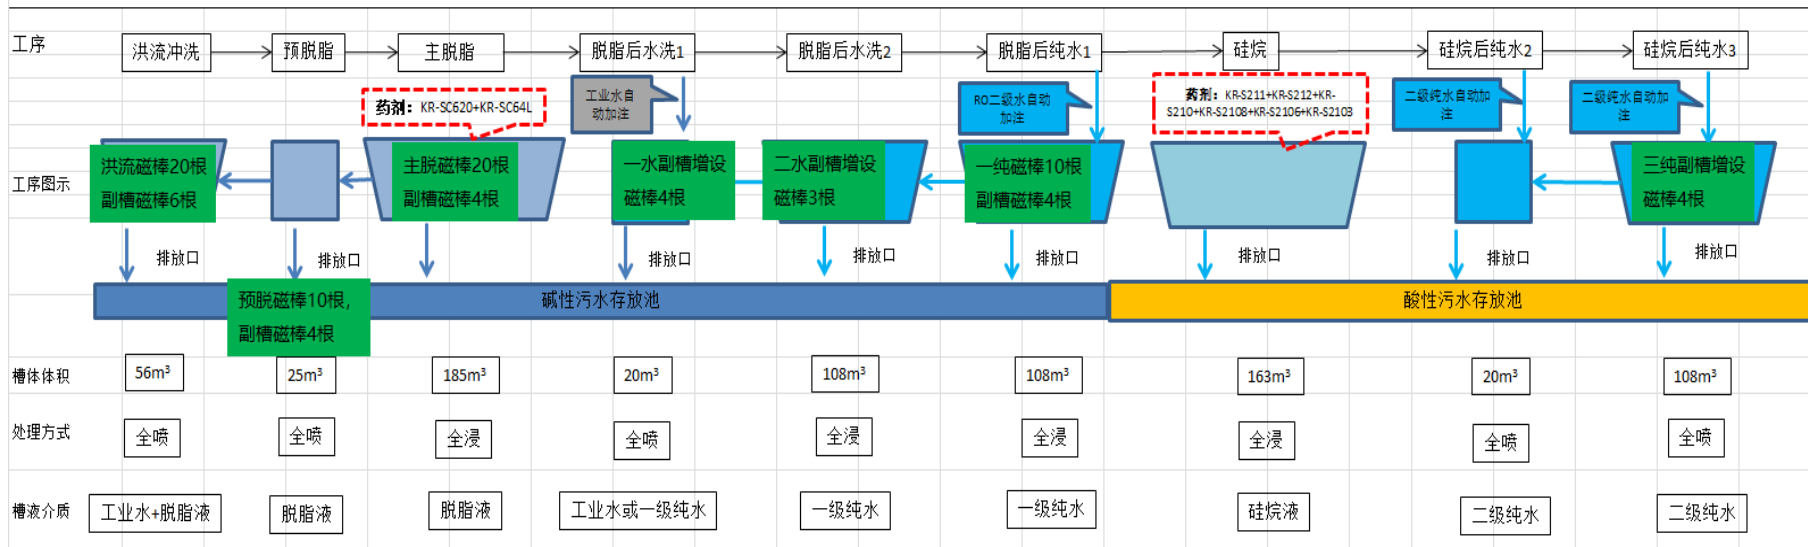 工序
洪流冲洗
预脱脂
主脱脂
脱脂后水洗1
脱脂后水洗2
脱脂后纯水1
硅烷
硅烷后纯水2
硅烷后纯水3
药剂：KR-SC620+KR-SC64L
工业水自
动加注
RO二级水自动
加注
药剂：KR-S211+KR-S212+KR-
S210+KR-S2108+KR-S2106+KR-S2103
二级纯水自动加
注
二级纯水自动加
注
工序图示
洪流磁棒20根
副槽磁棒6根
主脱磁棒20根
副槽磁棒4根
一水副槽增设
磁棒4根
二水副槽增设
磁棒3根
一纯磁棒10根
副槽磁棒4根
三纯副槽增设
磁棒4根
排放口
排放口
排放口
排放口
排放口
排放口
排放口
排放口
预脱磁棒10根，
副槽磁棒4根
碱性污水存放池
酸性污水存放池
槽体体积
56m³
25m³
185m³
20m³
108m³
108m³
163m³
20m³
108m³
处理方式
全喷
全喷
全浸
全喷
全浸
全浸
全浸
全喷
全喷
槽液介质
工业水+脱脂液
脱脂液
脱脂液
工业水或一级纯水
一级纯水
一级纯水
硅烷液
二级纯水
二级纯水